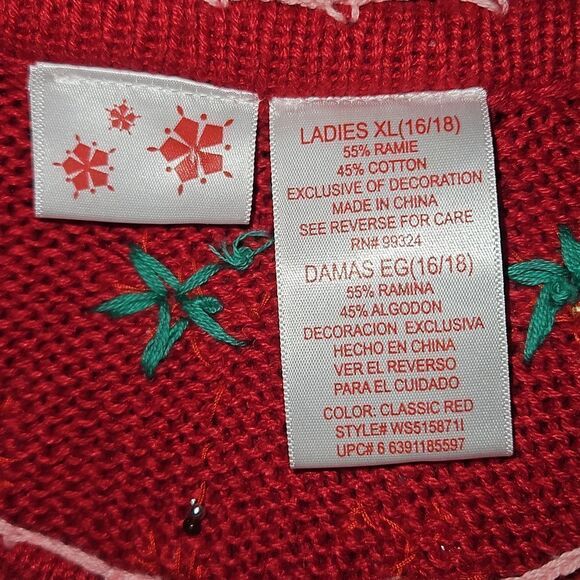 LADIES XL(16/18)
55% RAMIE
45% COTTON
EXCLUSIVE OF DECORATION
MADE IN CHINA
SEE REVERSE FOR CARE
RN# 99324
DAMAS EG(16/18)
55% RAMINA
45% ALGODON
DECORACION EXCLUSIVA
HECHO EN CHINA
VER EL REVERSO
PARA EL CUIDADO
COLOR: CLASSIC RED
STYLE# WS515871I
UPC# 6 6391185597